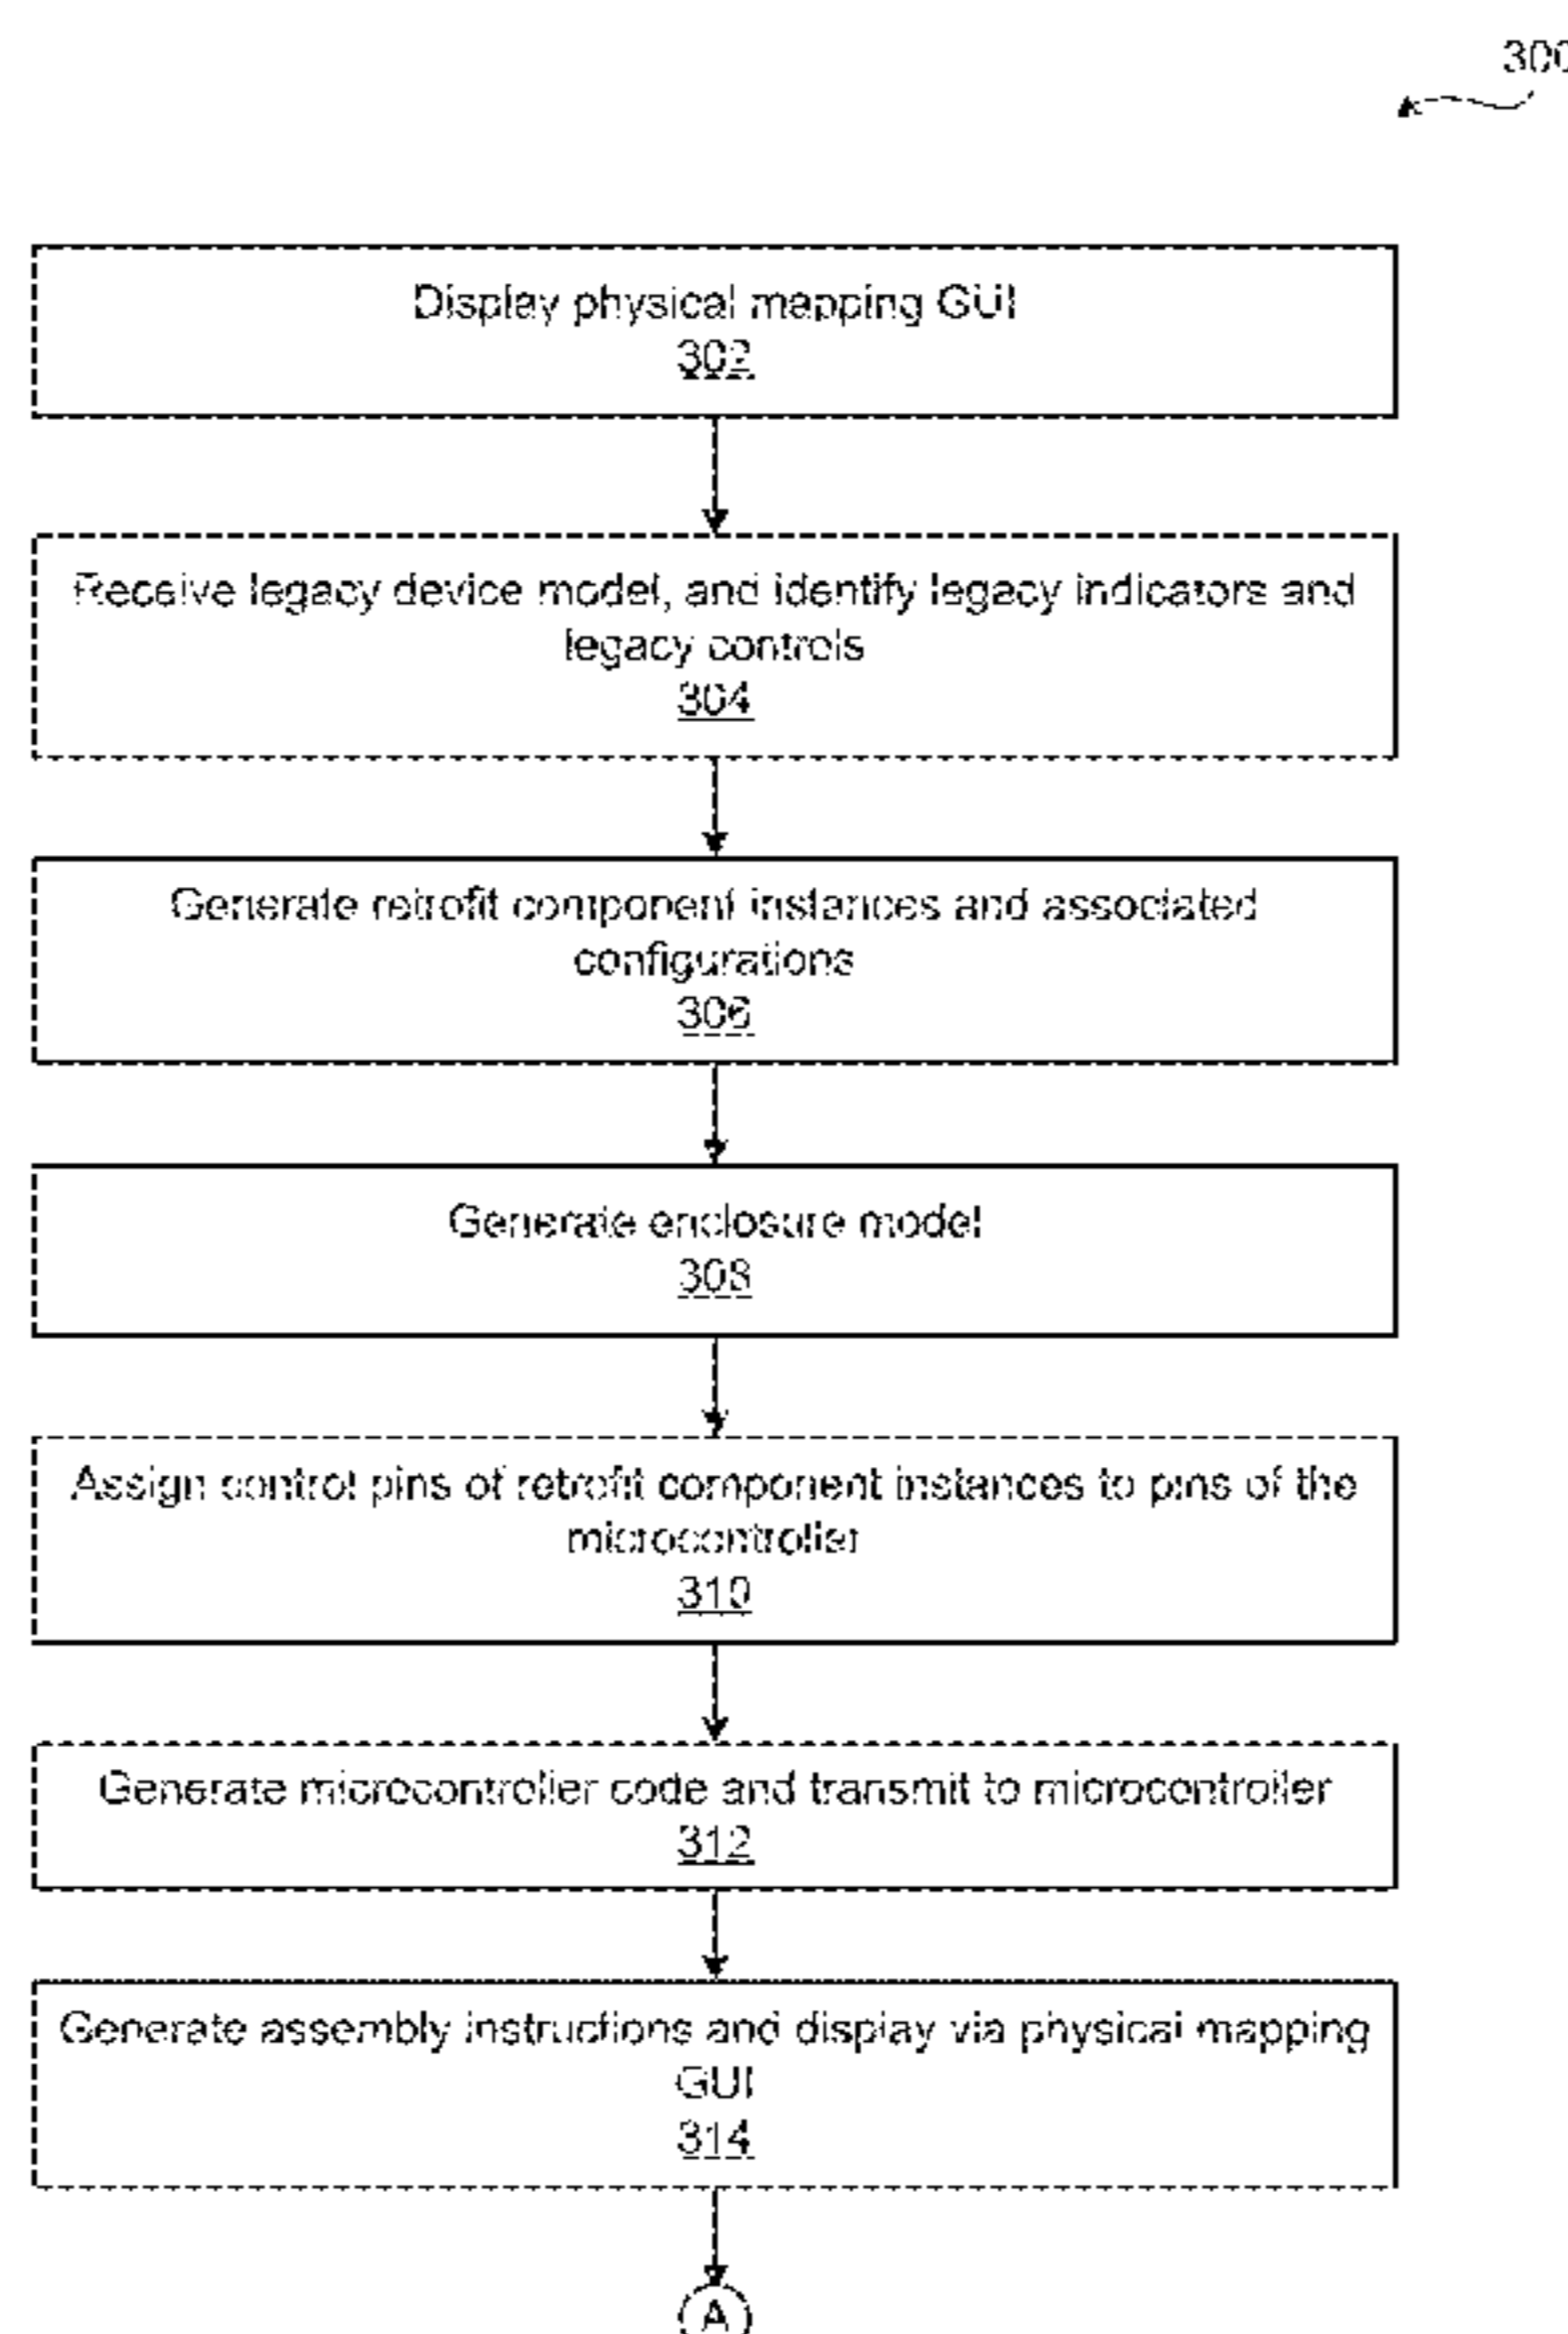 300
Display physical mapping GUI
302
Receive legacy device model, and identify legacy indicators and
legacy controls
304
Generate retrofit component instances and associated
configurations
306
Generate enclosure model
308
Assign control pins of retrofit component instances to pins of the
microcontroller
310
Generate microcontroller code and transmit to microcontroller
312
Generate assembly instructions and display via physical mapping
GUI
314
A